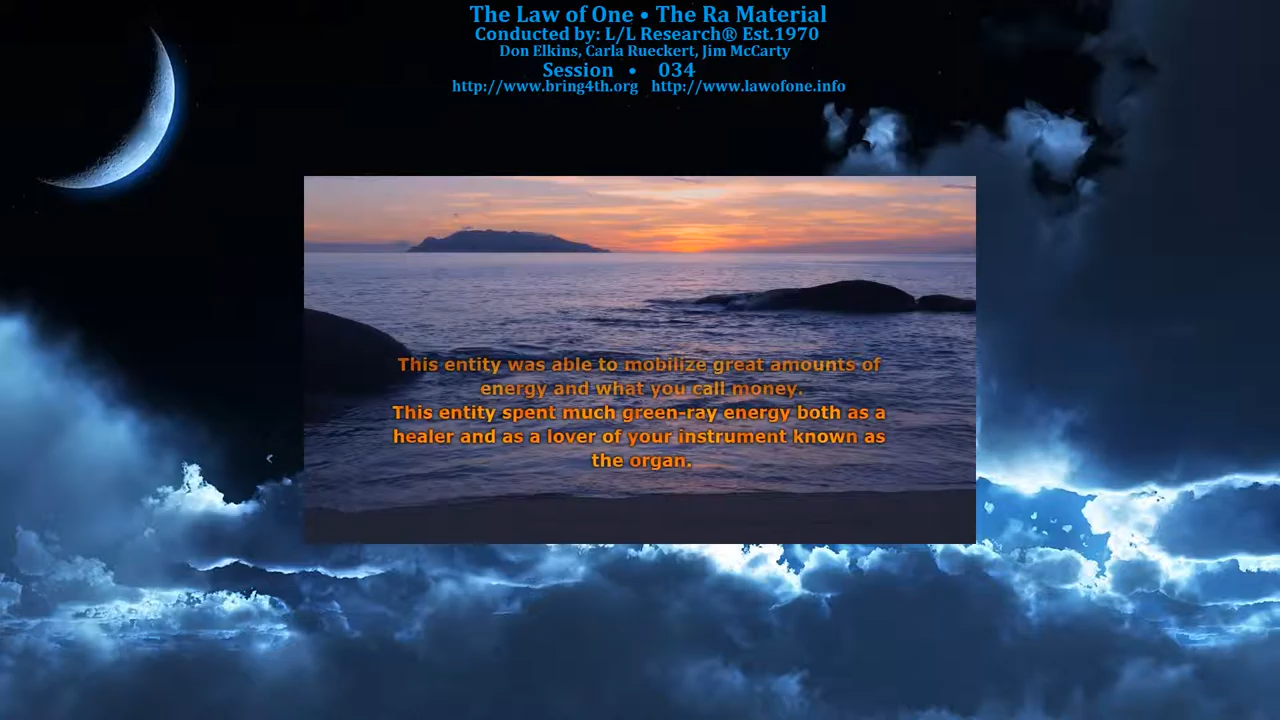 The Law of One • The Ra Material
Conducted by: L/L Research® Est.1970
Don Elkins, Carla Rueckert, Jim McCarty
Session • 034
http://www.bring4th.org http://www.lawofone.info
This entity was able to mobilize great amounts of
energy and what you call money.
This entity spent much green-ray energy both as a
healer and as a lover of your instrument known as
the organ.